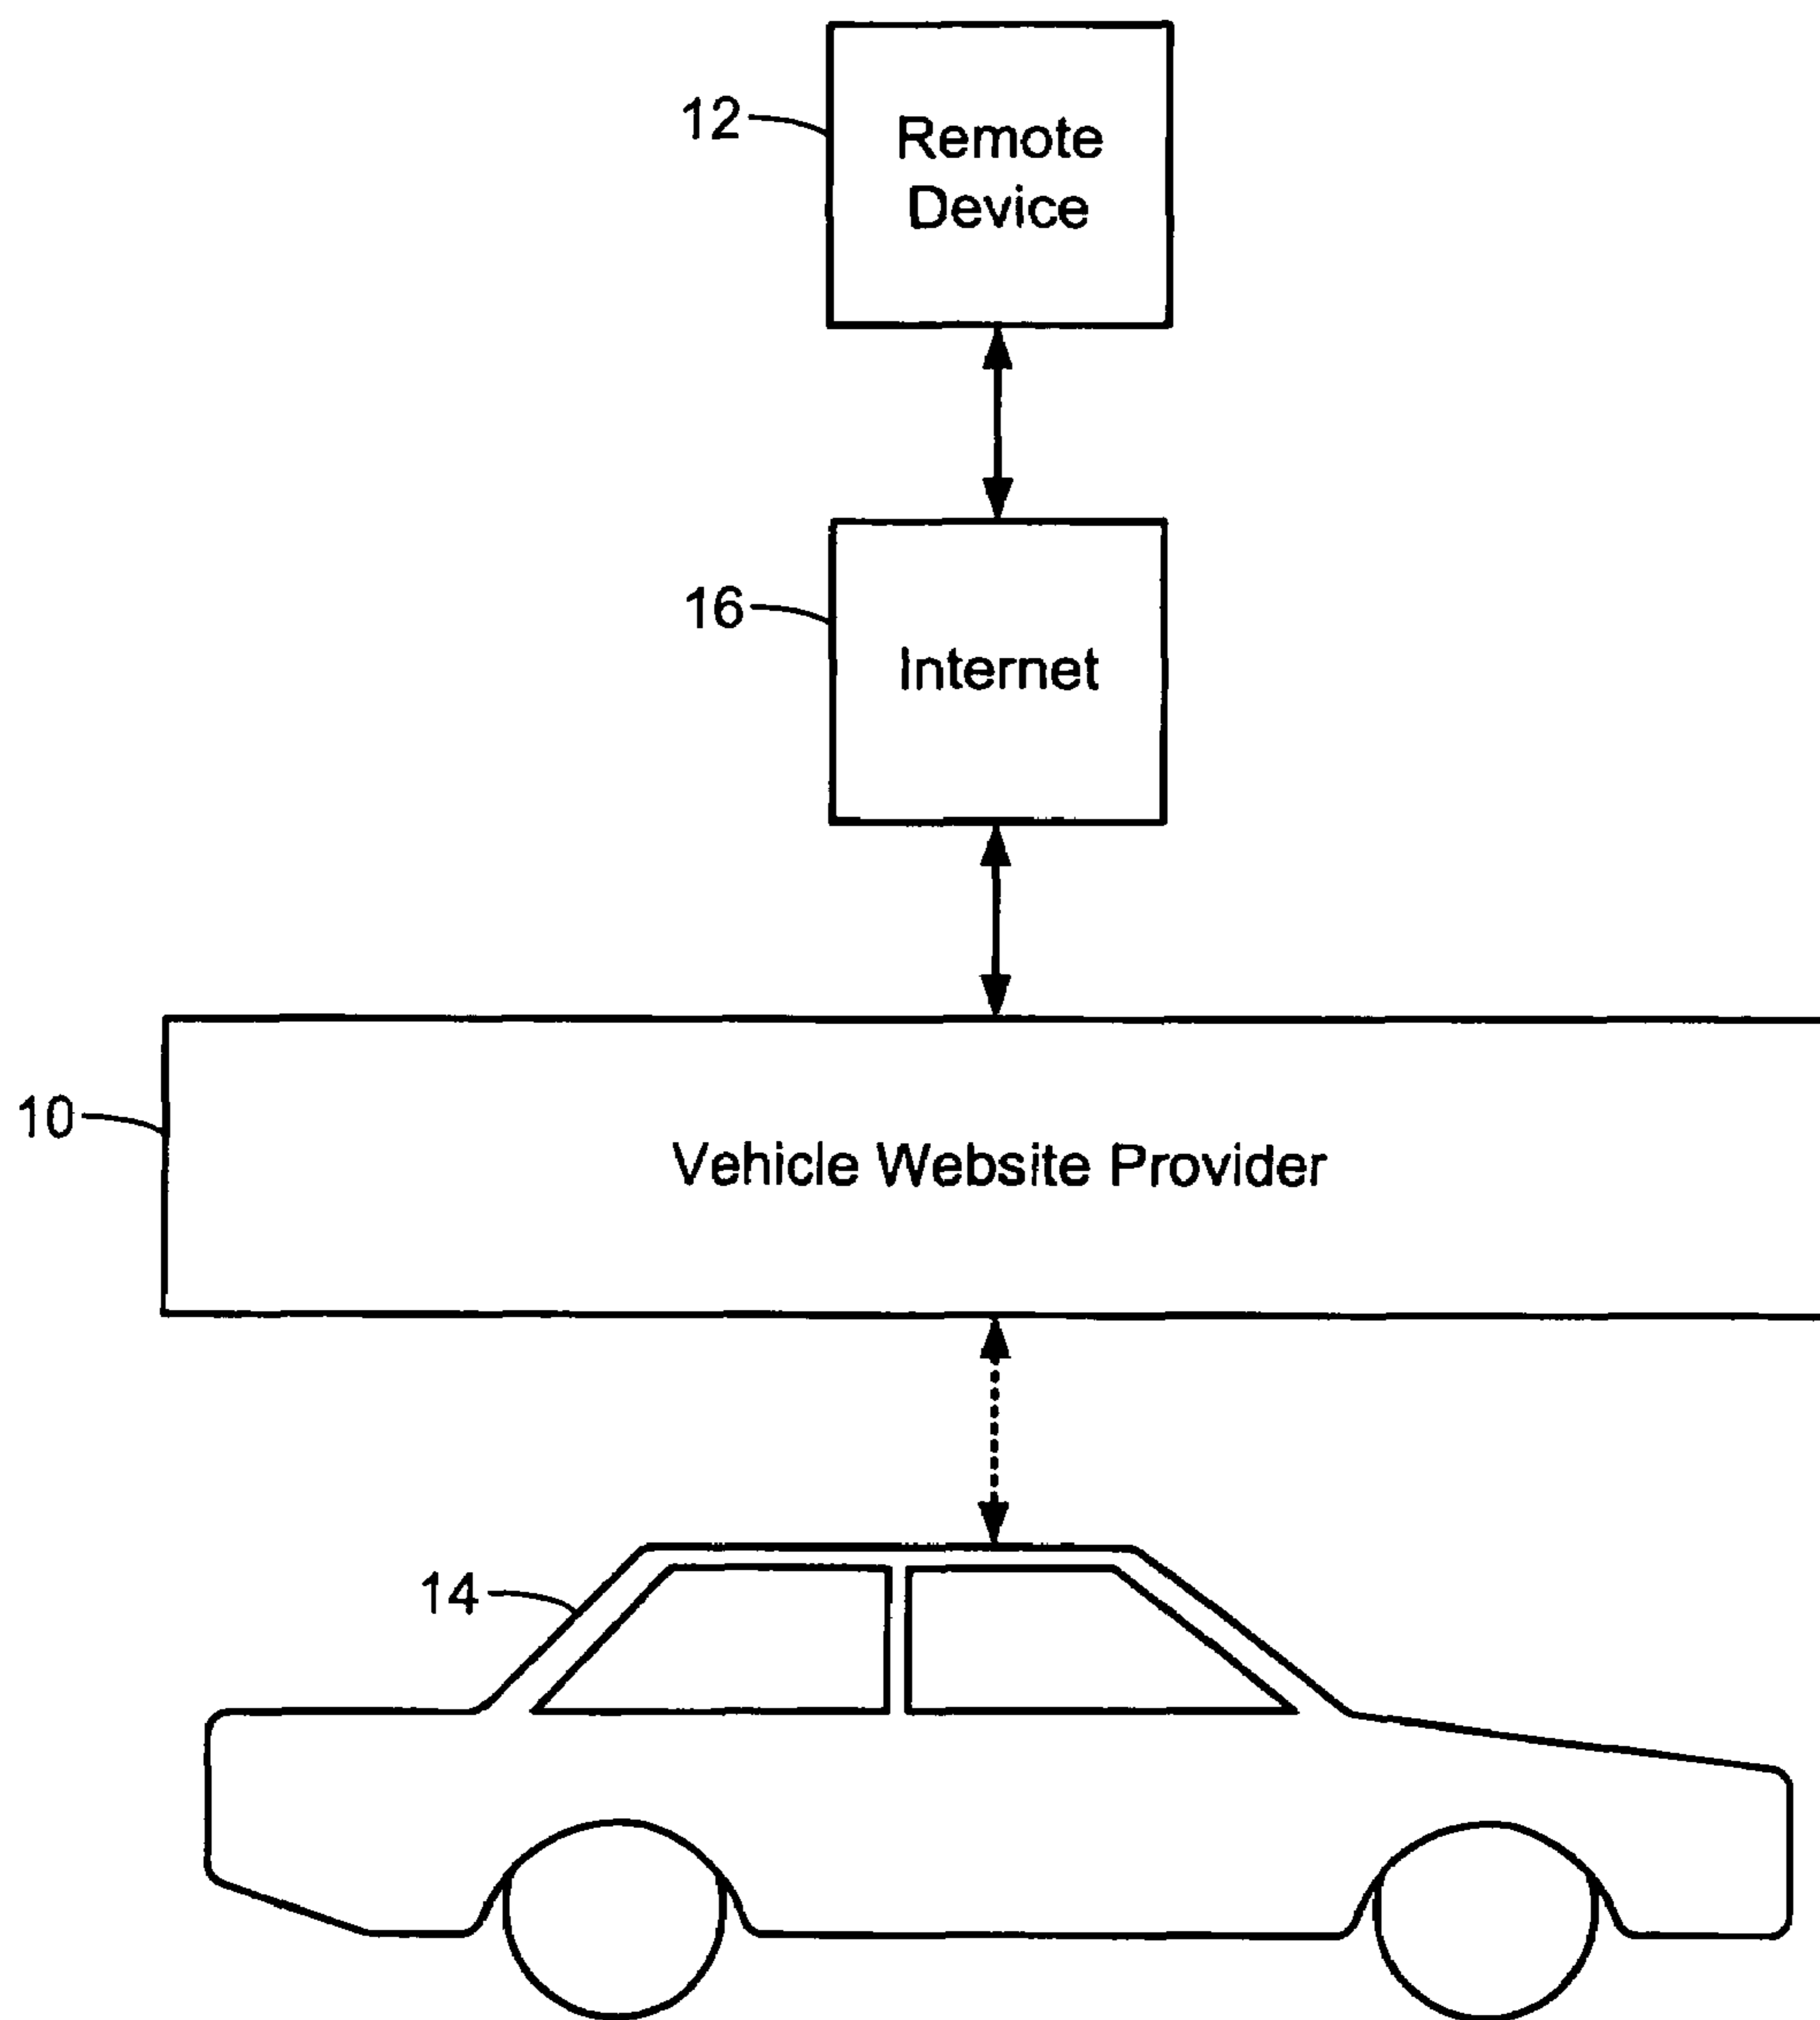 12
Remote
Device
16
Internet
10
Vehicle Website Provider
14